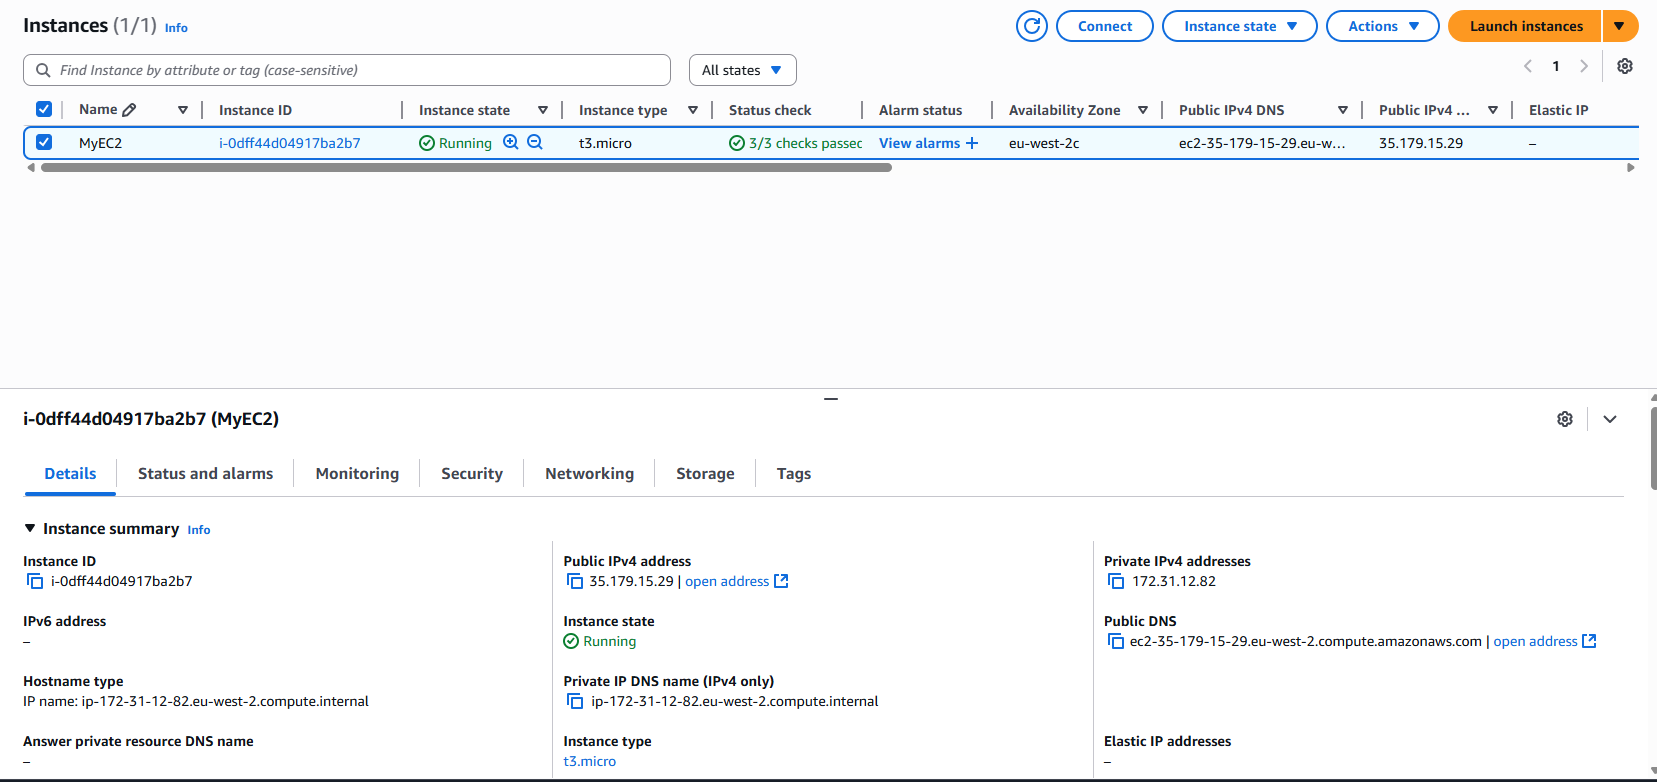 Instances (1/1) Info
Connect
Instance state
Actions
Launch instances
Find Instance by attribute or tag (case-sensitive)
All states
1
Name Instance ID Instance state Instance type Status check Alarm status Availability Zone Public IPv4 DNS Public IPv4 ... Elastic IP
MyEC2 i-0dff44d04917ba2b7 Running t3.micro 3/3 checks passec View alarms + eu-west-2c ec2-35-179-15-29.eu-w... 35.179.15.29 –
i-0dff44d04917ba2b7 (MyEC2)
Details Status and alarms Monitoring Security Networking Storage Tags
Instance summary Info
Instance ID
i-0dff44d04917ba2b7
Public IPv4 address
35.179.15.29 | open address
Private IPv4 addresses
172.31.12.82
IPv6 address
–
Instance state
Running
Public DNS
ec2-35-179-15-29.eu-west-2.compute.amazonaws.com | open address
Hostname type
IP name: ip-172-31-12-82.eu-west-2.compute.internal
Private IP DNS name (IPv4 only)
ip-172-31-12-82.eu-west-2.compute.internal
Answer private resource DNS name
–
Instance type
t3.micro
Elastic IP addresses
–